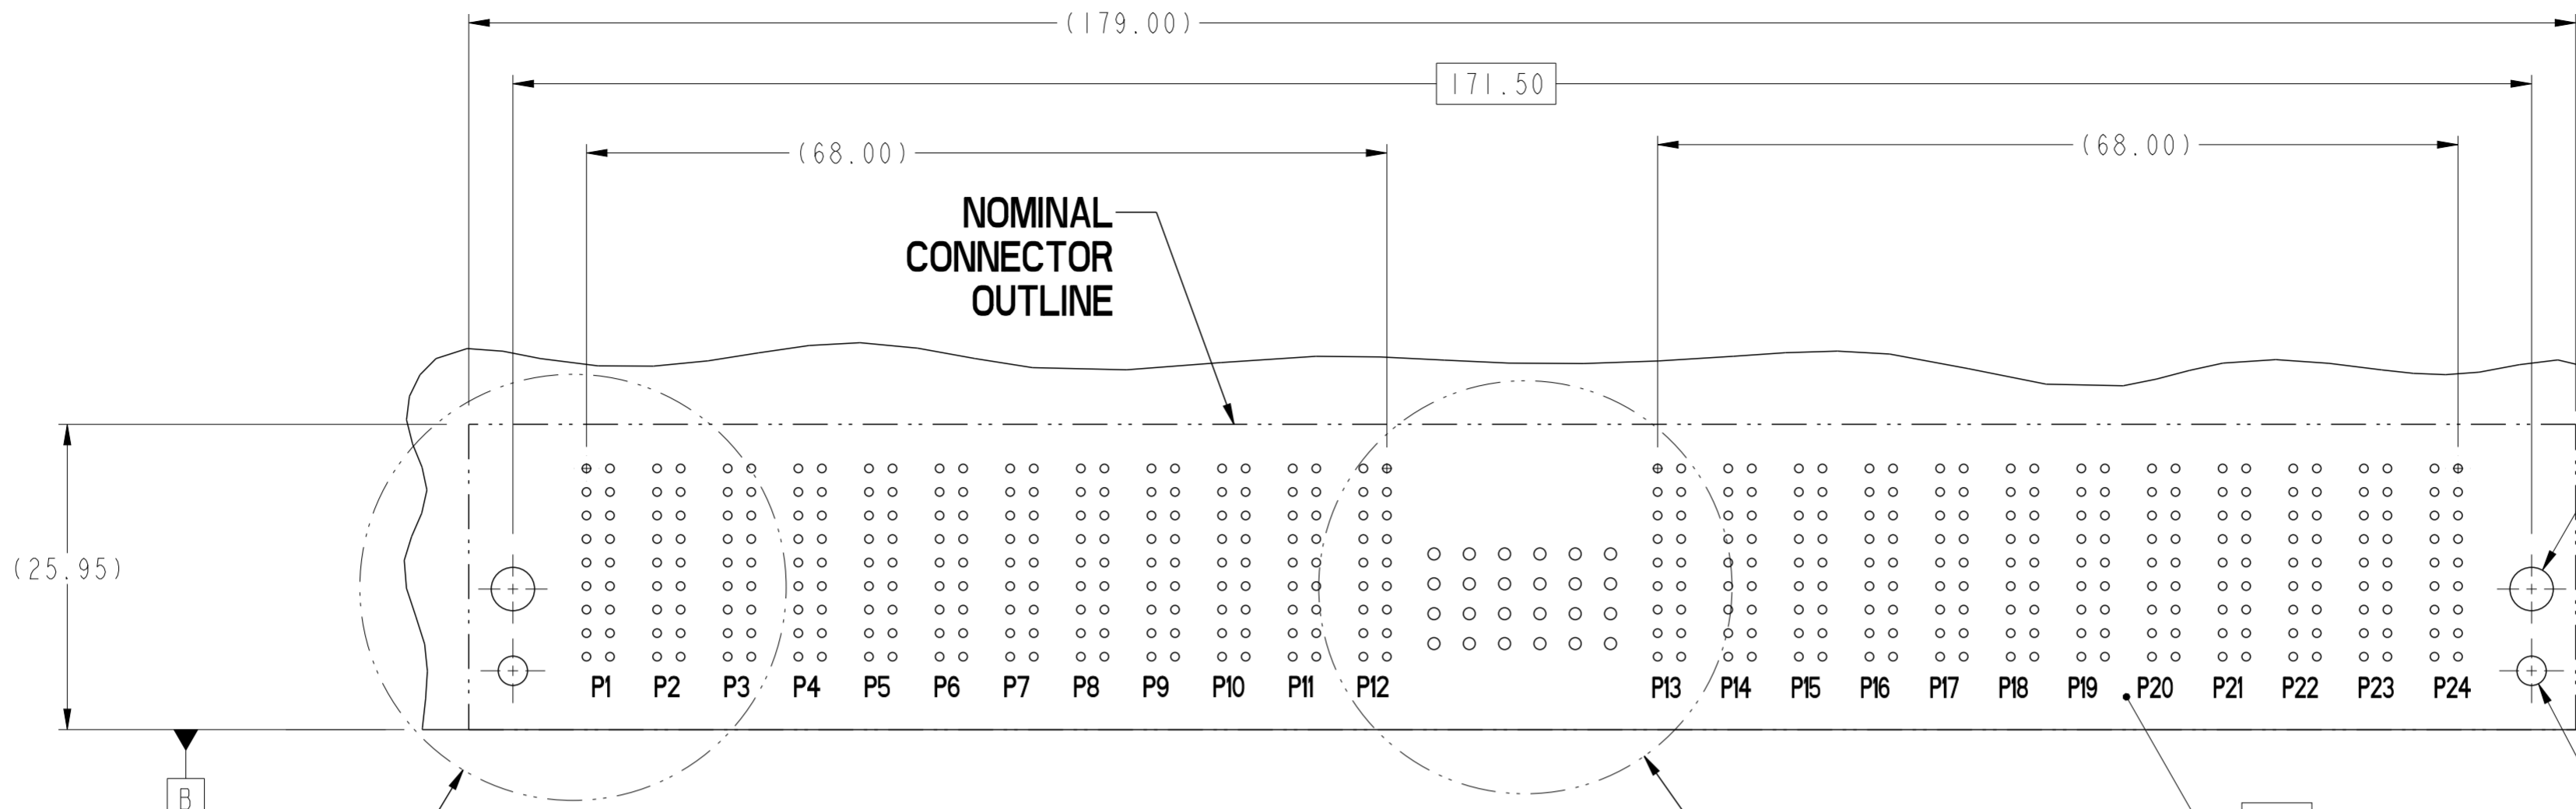 (179.00)
171.50
(68.00)
(68.00)
NOMINAL
CONNECTOR
OUTLINE
(25.95)
P1 P2 P3 P4 P5 P6 P7 P8 P9 P10 P11 P12 P13 P14 P15 P16 P17 P18 P19 P20 P21 P22 P23 P24
B